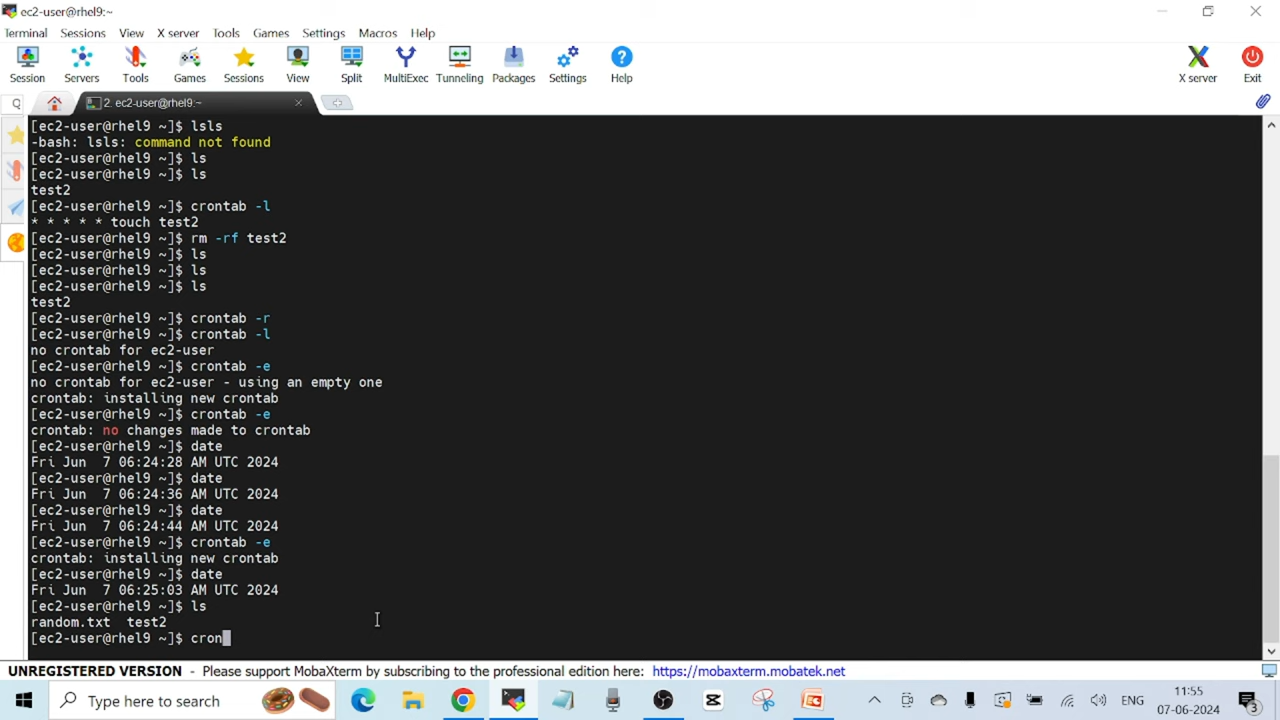 ec2-user@rhel9:~
Terminal Sessions View X server Tools Games Settings Macros Help
Session Servers Tools Games Sessions View Split MultiExec Tunneling Packages Settings Help X server Exit
Q 2. ec2-user@rhel9:~
[ec2-user@rhel9 ~]$ lsls
-bash: lsls: command not found
[ec2-user@rhel9 ~]$ ls
[ec2-user@rhel9 ~]$ ls
test2
[ec2-user@rhel9 ~]$ crontab -l
* * * * * touch test2
[ec2-user@rhel9 ~]$ rm -rf test2
[ec2-user@rhel9 ~]$ ls
[ec2-user@rhel9 ~]$ ls
[ec2-user@rhel9 ~]$ ls
test2
[ec2-user@rhel9 ~]$ crontab -r
[ec2-user@rhel9 ~]$ crontab -l
no crontab for ec2-user
[ec2-user@rhel9 ~]$ crontab -e
no crontab for ec2-user - using an empty one
crontab: installing new crontab
[ec2-user@rhel9 ~]$ crontab -e
crontab: no changes made to crontab
[ec2-user@rhel9 ~]$ date
Fri Jun  7 06:24:28 AM UTC 2024
[ec2-user@rhel9 ~]$ date
Fri Jun  7 06:24:36 AM UTC 2024
[ec2-user@rhel9 ~]$ date
Fri Jun  7 06:24:44 AM UTC 2024
[ec2-user@rhel9 ~]$ crontab -e
crontab: installing new crontab
[ec2-user@rhel9 ~]$ date
Fri Jun  7 06:25:03 AM UTC 2024
[ec2-user@rhel9 ~]$ ls
random.txt  test2
[ec2-user@rhel9 ~]$ cron
UNREGISTERED VERSION - Please support MobaXterm by subscribing to the professional edition here: https://mobaxterm.mobatek.net
Type here to search ENG 11:55
07-06-2024 3